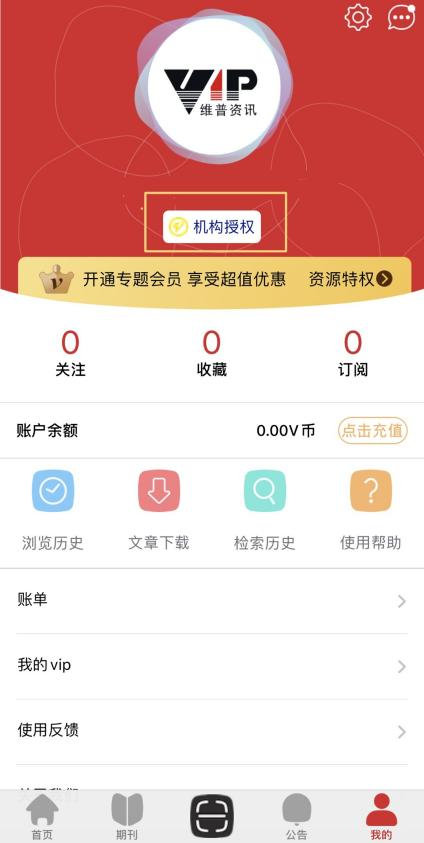 VIP
维普资讯
机构授权
开通专题会员 享受超值优惠 资源特权
0 0 0
关注 收藏 订阅
账户余额 0.00V币 点击充值
浏览历史 文章下载 检索历史 使用帮助
账单
我的vip
使用反馈
首页 期刊 公告 我的